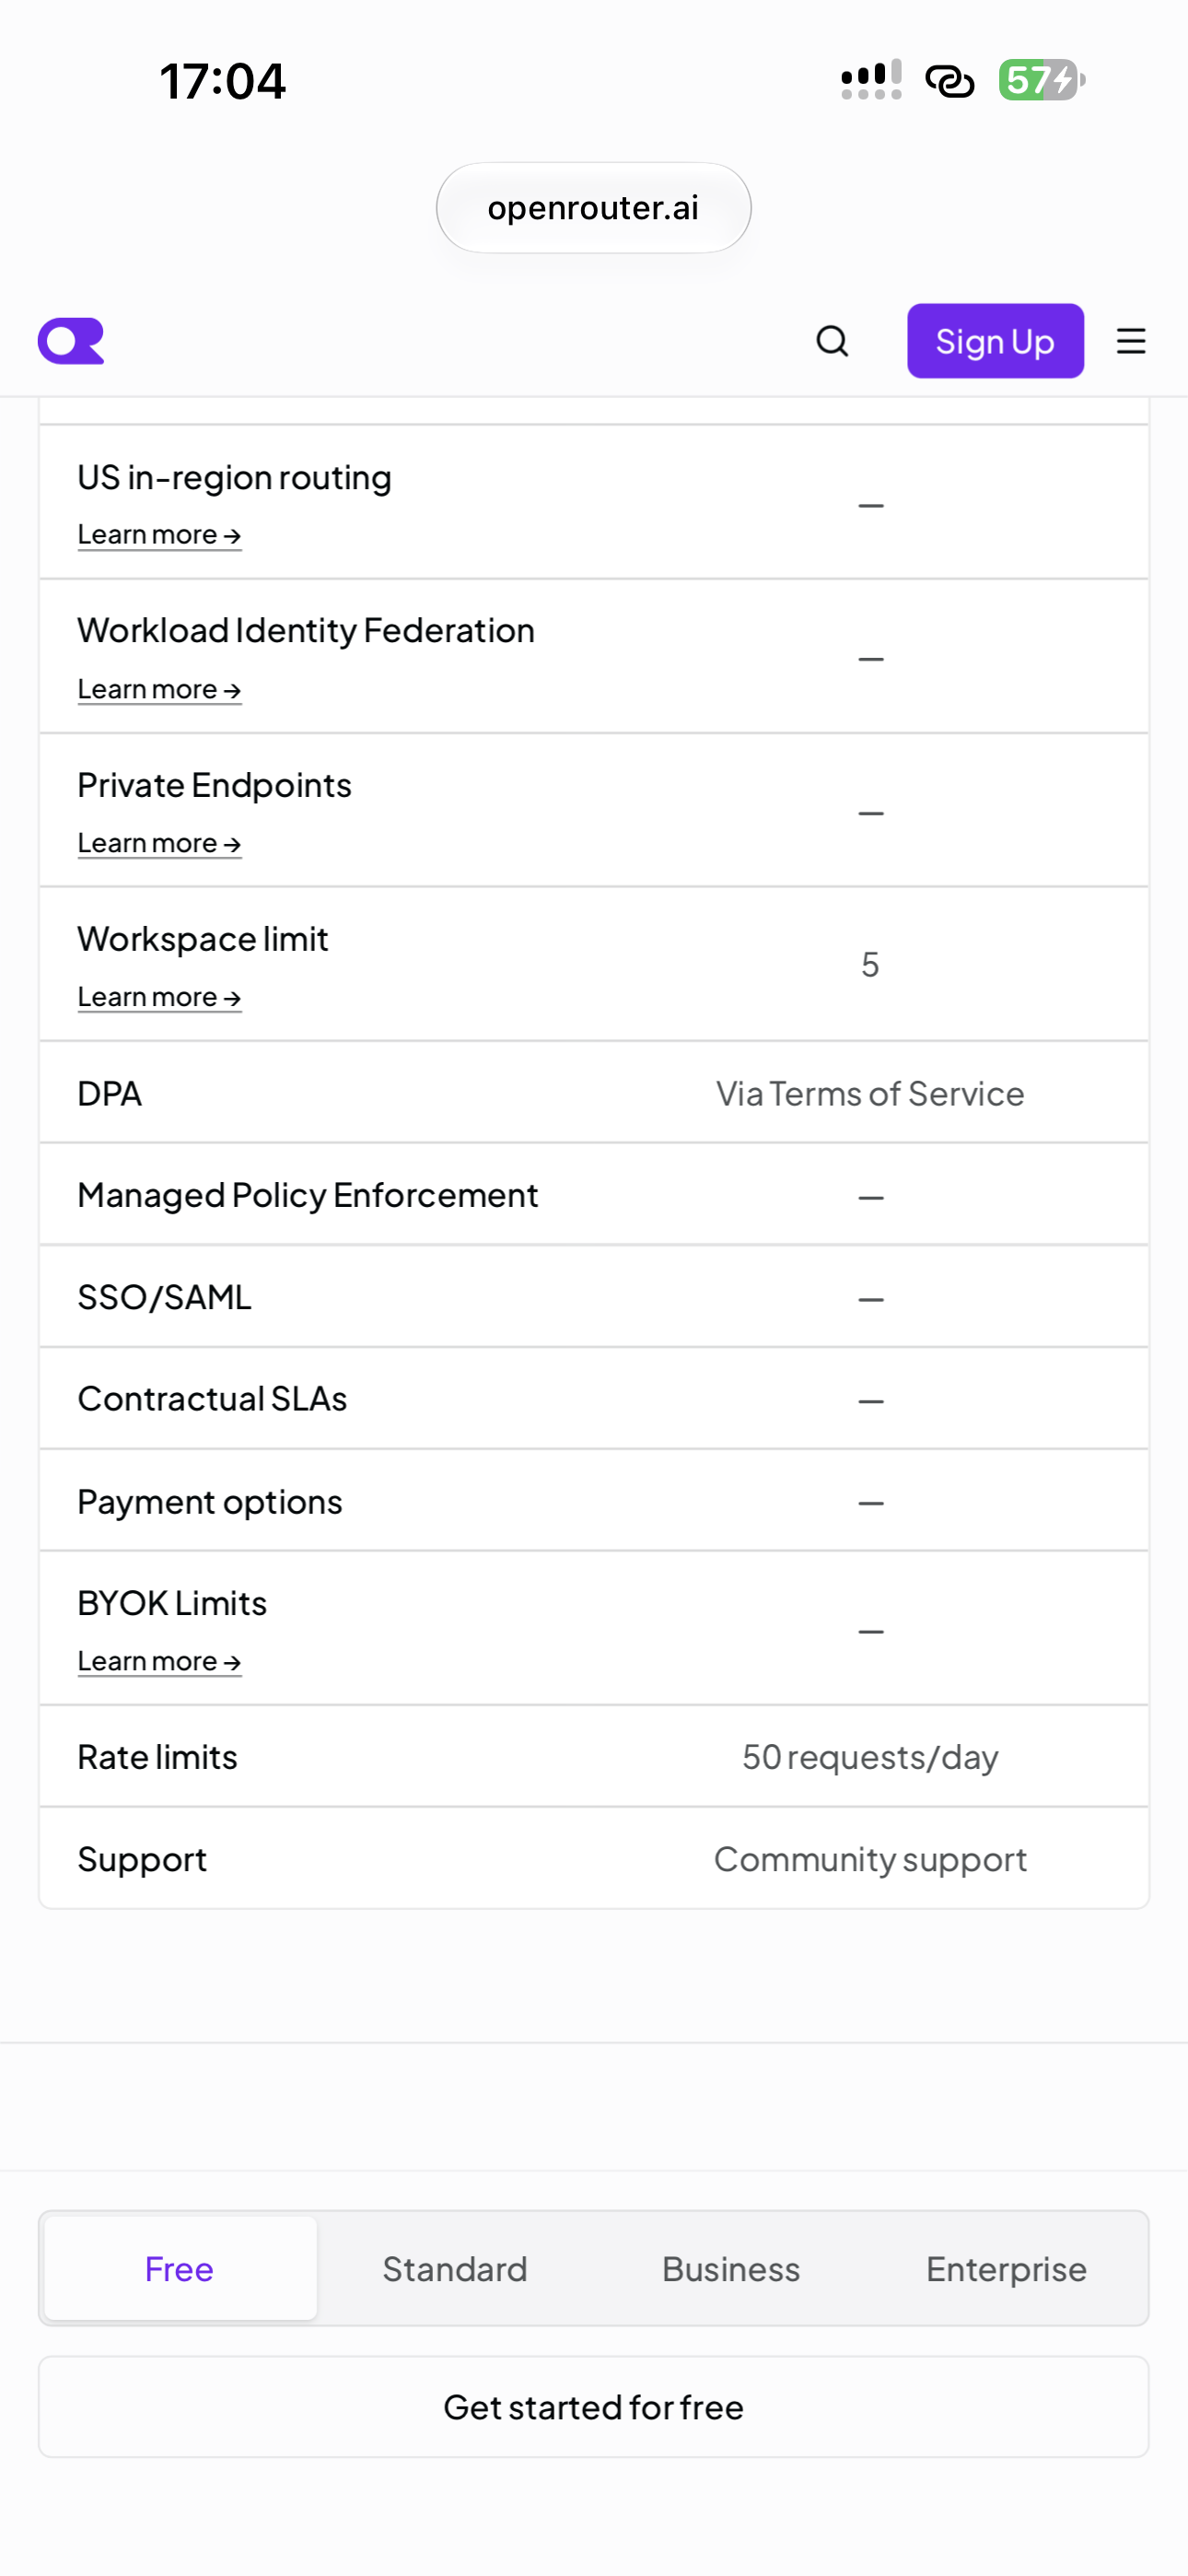 17:04
57
openrouter.ai
Sign Up
US in-region routing
Learn more →
—
Workload Identity Federation
Learn more →
—
Private Endpoints
Learn more →
—
Workspace limit
Learn more →
5
DPA
Via Terms of Service
Managed Policy Enforcement
—
SSO/SAML
—
Contractual SLAs
—
Payment options
—
BYOK Limits
Learn more →
—
Rate limits
50 requests/day
Support
Community support
Free
Standard
Business
Enterprise
Get started for free